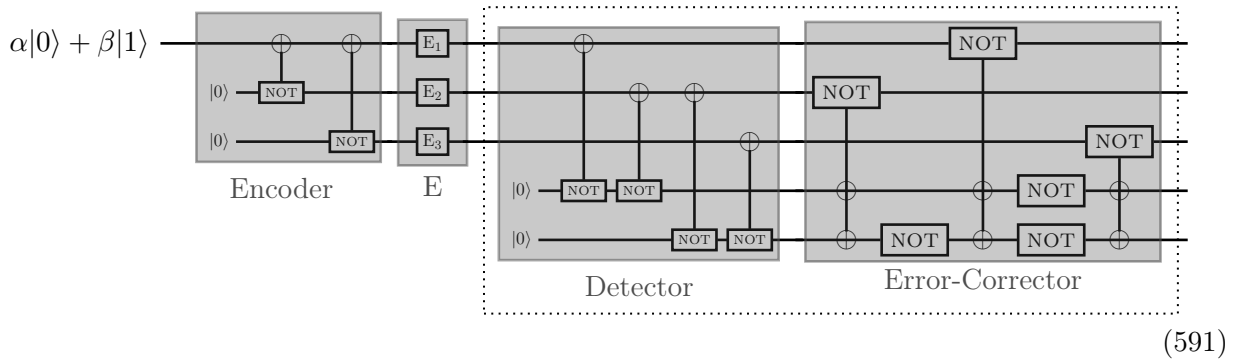 α|0⟩ + β|1⟩
NOT
NOT
|0⟩
|0⟩
Encoder
E₁
E₂
E₃
E
NOT
NOT
NOT
NOT
|0⟩
|0⟩
Detector
NOT
NOT
NOT
NOT
NOT
NOT
Error-Corrector
(591)